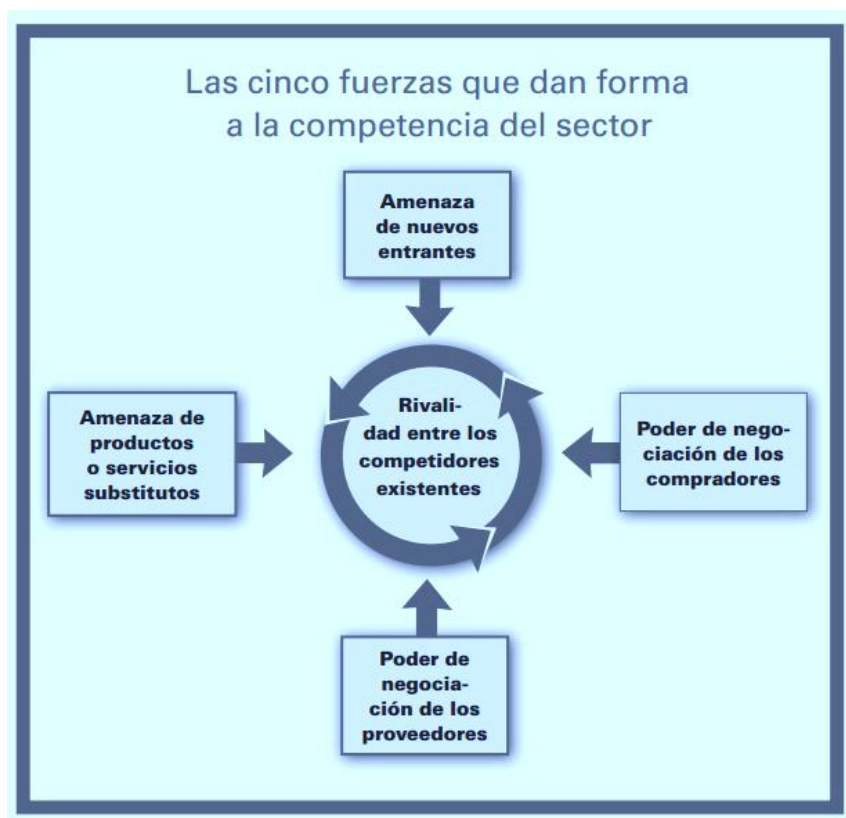 Las cinco fuerzas que dan forma
a la competencia del sector
Amenaza
de nuevos
entrantes
Amenaza de
productos
o servicios
substitutos
Rivali-
dad entre los
competidores
existentes
Poder de nego-
ciación de los
compradores
Poder de
negocia-
ción de los
proveedores